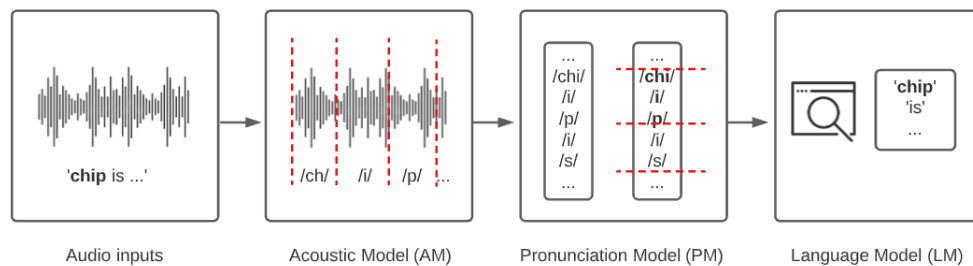 'chip is ...'
Audio inputs
/ch/ /i/ /p/ ...
Acoustic Model (AM)
...
/chi/
/i/
/p/
/i/
/s/
...
...
/chi/
/i/
/p/
/i/
/s/
...
Pronunciation Model (PM)
'chip'
'is'
...
Language Model (LM)